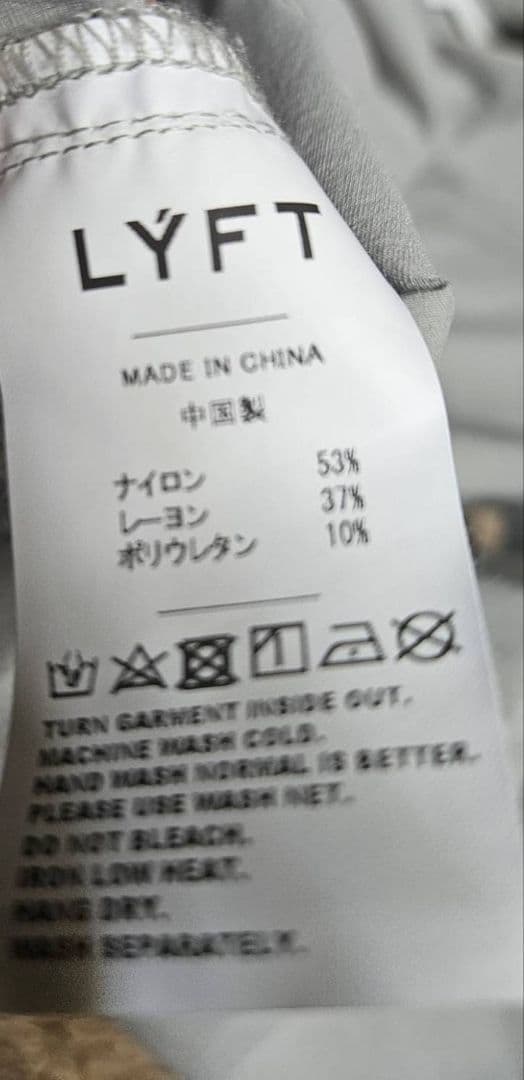 LÝFT
MADE IN CHINA
中国製
ナイロン 53%
レーヨン 37%
ポリウレタン 10%
TURN GARMENT INSIDE OUT.
MACHINE WASH COLD.
HAND WASH NORMAL IS BETTER.
PLEASE USE WASH NET.
DO NOT BLEACH.
IRON LOW HEAT.
HANG DRY.
WASH SEPARATELY.